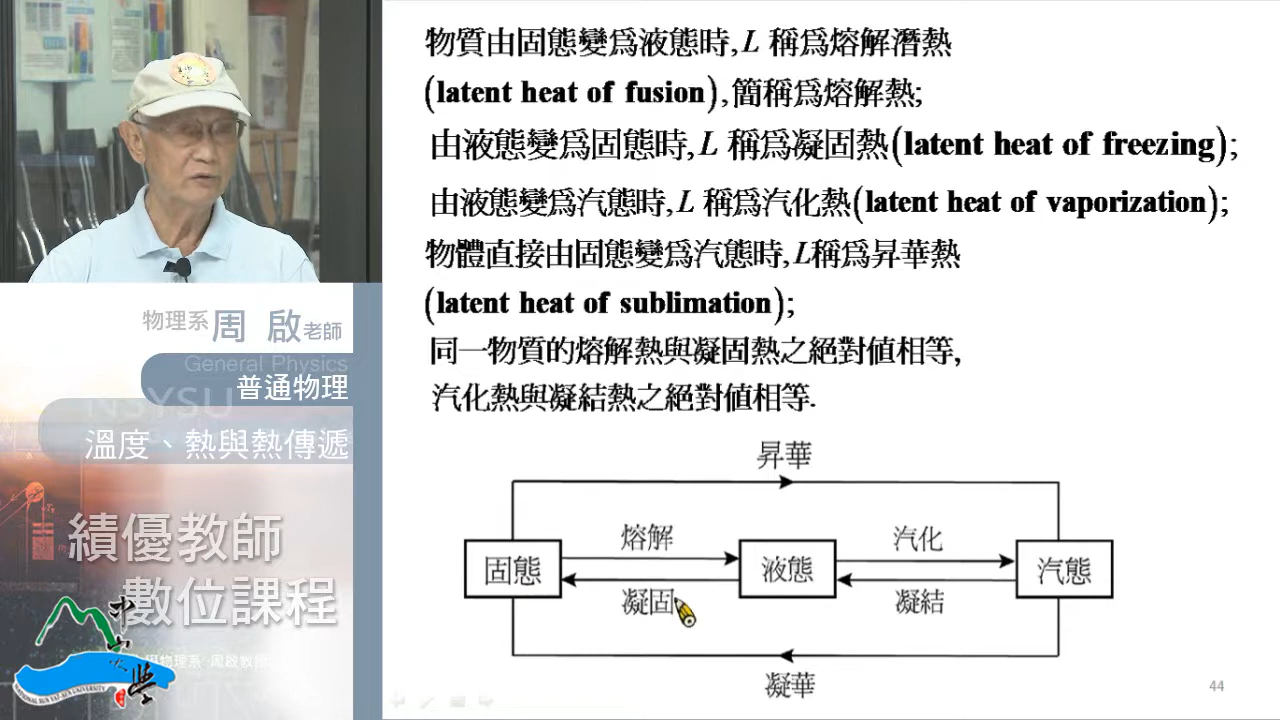 物質由固態變為液態時,L 稱為熔解潛熱
(latent heat of fusion),簡稱為熔解熱;
由液態變為固態時,L 稱為凝固熱(latent heat of freezing);
由液態變為汽態時,L 稱為汽化熱(latent heat of vaporization);
物體直接由固態變為汽態時,L稱為昇華熱
(latent heat of sublimation);
同一物質的熔解熱與凝固熱之絕對值相等,
汽化熱與凝結熱之絕對值相等.
昇華
熔解
汽化
固態
液態
汽態
凝固
凝結
凝華
44
物理系周 啟老師
General Physics
普通物理
NSYSU
溫度、熱與熱傳遞
績優教師
數位課程